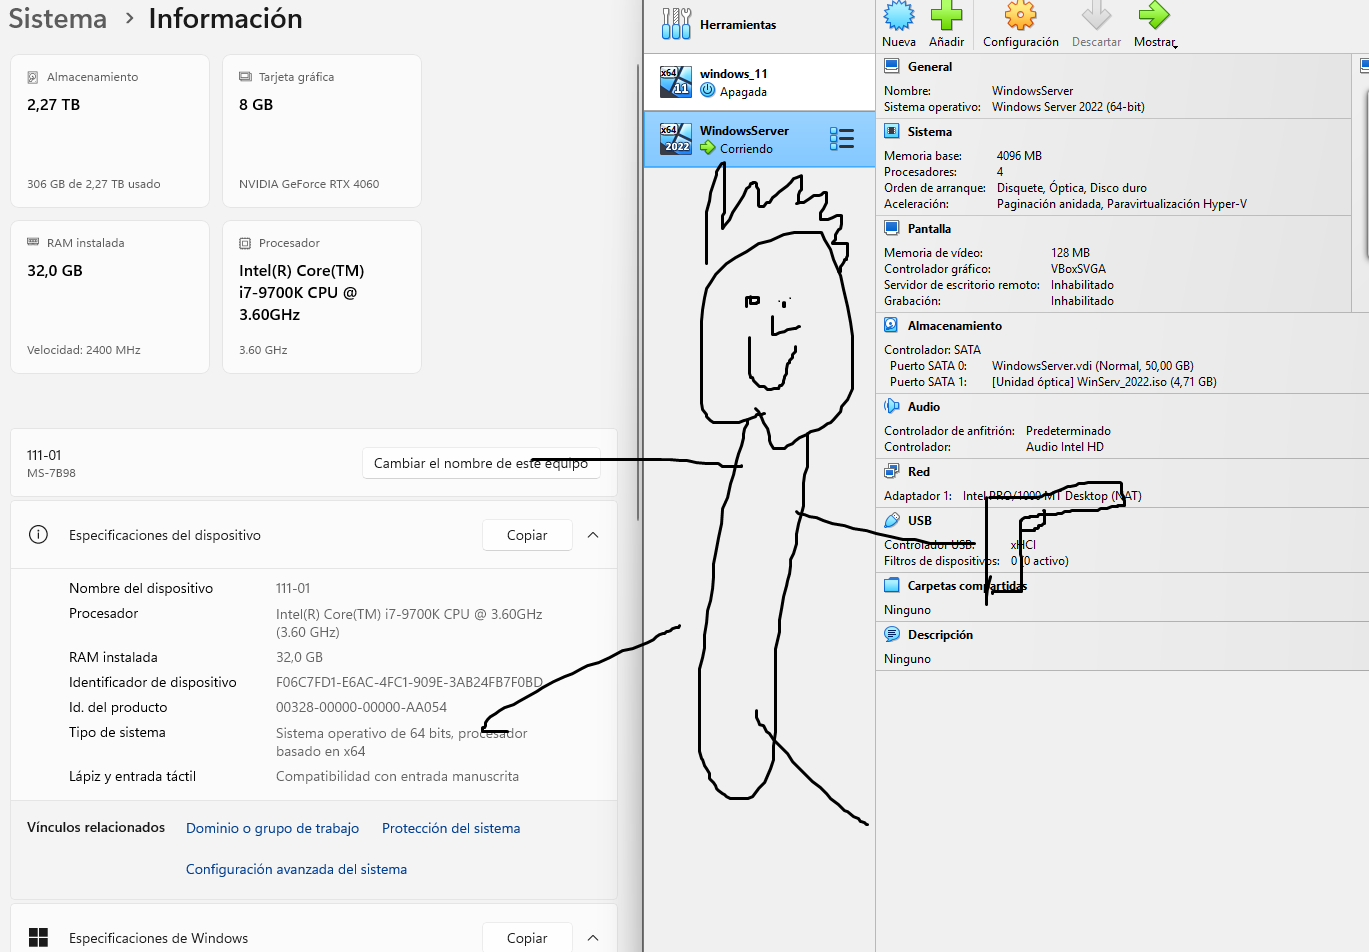 Sistema > Información
Almacenamiento
2,27 TB
306 GB de 2,27 TB usado
Tarjeta gráfica
8 GB
NVIDIA GeForce RTX 4060
RAM instalada
32,0 GB
Velocidad: 2400 MHz
Procesador
Intel(R) Core(TM)
i7-9700K CPU @
3.60GHz
3.60 GHz
111-01
MS-7B98
Cambiar el nombre de este equipo
Especificaciones del dispositivo
Copiar
Nombre del dispositivo 111-01
Procesador Intel(R) Core(TM) i7-9700K CPU @ 3.60GHz
(3.60 GHz)
RAM instalada 32,0 GB
Identificador de dispositivo F06C7FD1-E6AC-4FC1-909E-3AB24FB7F0BD
Id. del producto 00328-00000-00000-AA054
Tipo de sistema Sistema operativo de 64 bits, procesador
basado en x64
Lápiz y entrada táctil Compatibilidad con entrada manuscrita
Vínculos relacionados Dominio o grupo de trabajo Protección del sistema
Configuración avanzada del sistema
Especificaciones de Windows
Copiar
Herramientas
x64
11
windows_11
Apagada
x64
2022
WindowsServer
Corriendo
Nueva Añadir Configuración Descartar Mostrar
General
Nombre: WindowsServer
Sistema operativo: Windows Server 2022 (64-bit)
Sistema
Memoria base: 4096 MB
Procesadores: 4
Orden de arranque: Disquete, Óptica, Disco duro
Aceleración: Paginación anidada, Paravirtualización Hyper-V
Pantalla
Memoria de vídeo: 128 MB
Controlador gráfico: VBoxSVGA
Servidor de escritorio remoto: Inhabilitado
Grabación: Inhabilitado
Almacenamiento
Controlador: SATA
Puerto SATA 0: WindowsServer.vdi (Normal, 50,00 GB)
Puerto SATA 1: [Unidad óptica] WinServ_2022.iso (4,71 GB)
Audio
Controlador de anfitrión: Predeterminado
Controlador: Audio Intel HD
Red
Adaptador 1: Intel PRO/1000 MT Desktop (NAT)
USB
Controlador USB: xHCI
Filtros de dispositivos: 0 (0 activo)
Carpetas compartidas
Ninguno
Descripción
Ninguno